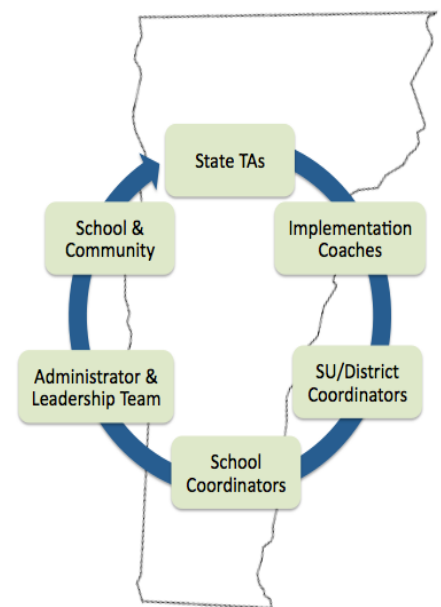 State TAs
Implementation
Coaches
SU/District
Coordinators
School
Coordinators
Administrator &
Leadership Team
School &
Community